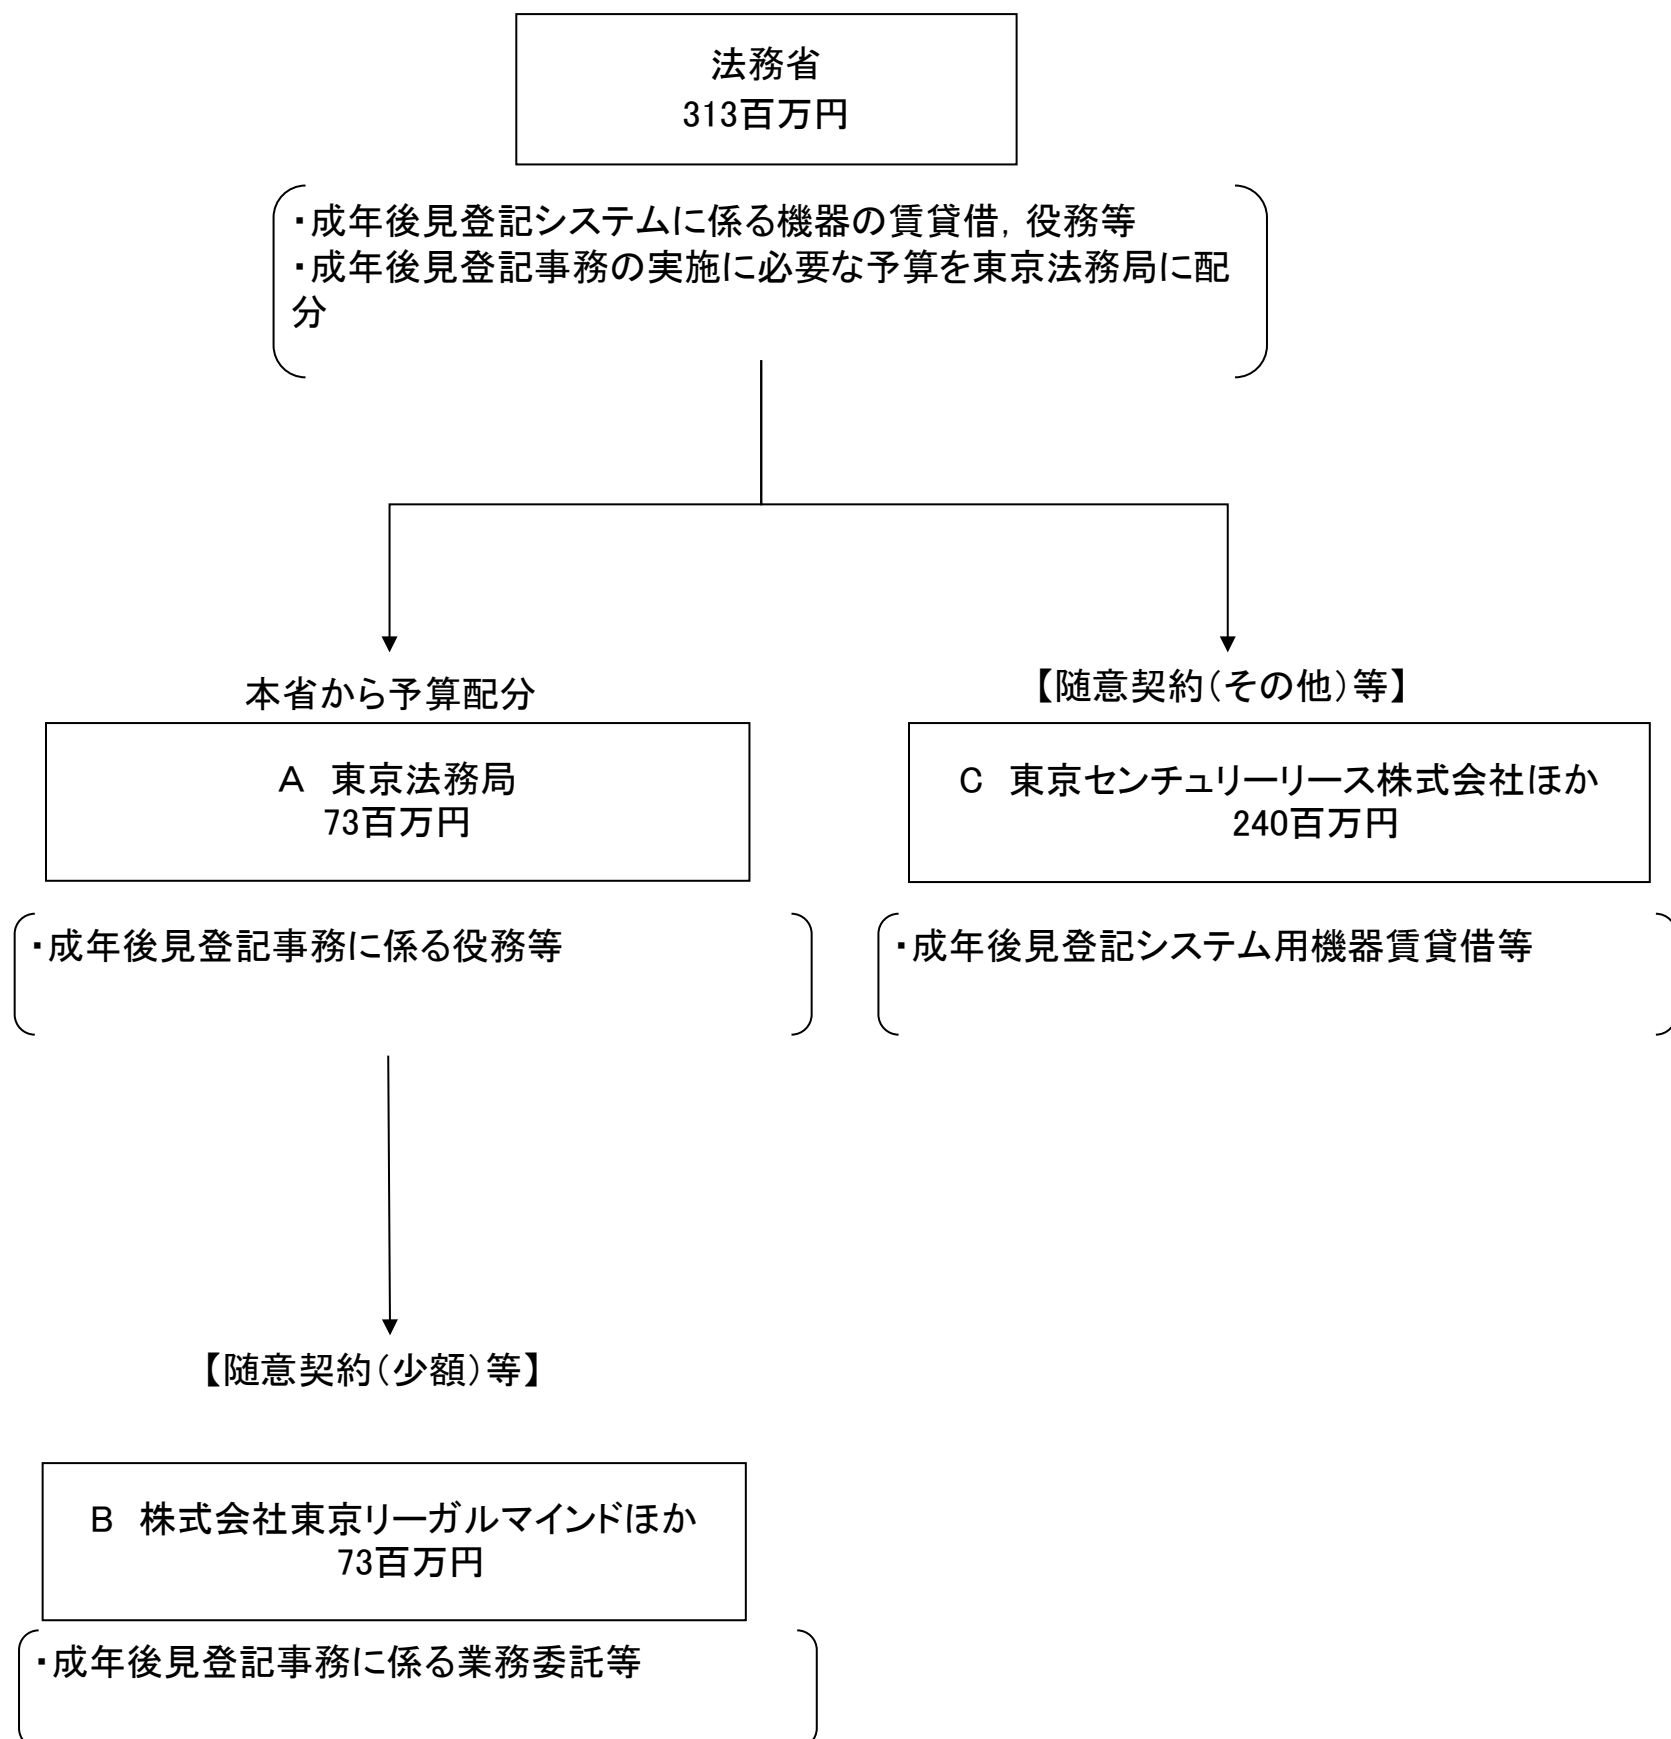 法務省
313百万円
・成年後見登記システムに係る機器の賃貸借，役務等
・成年後見登記事務の実施に必要な予算を東京法務局に配
分
本省から予算配分
A　東京法務局
73百万円
・成年後見登記事務に係る役務等
【随意契約（その他）等】
C　東京センチュリーリース株式会社ほか
240百万円
・成年後見登記システム用機器賃貸借等
【随意契約（少額）等】
B　株式会社東京リーガルマインドほか
73百万円
・成年後見登記事務に係る業務委託等